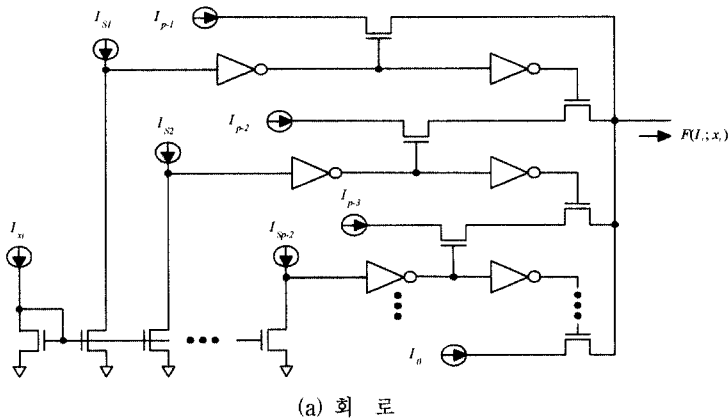 I_{p-1}
I_{S1}
I_{p-2}
F(I_i; x_i)
I_{S2}
I_{p-3}
I_{xi}
I_{Sp-2}
I_0
(a) 회 로